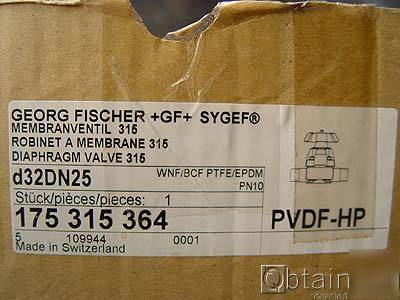 GEORG FISCHER +GF+ SYGEF®
MEMBRANVENTIL 315
ROBINET A MEMBRANE 315
DIAPHRAGM VALVE 315
d32DN25
WNF/BCF PTFE/EPDM
PN10
Stück/pièces/pieces: 1
175 315 364
PVDF-HP
5 109944 0001
Made in Switzerland
Obtain